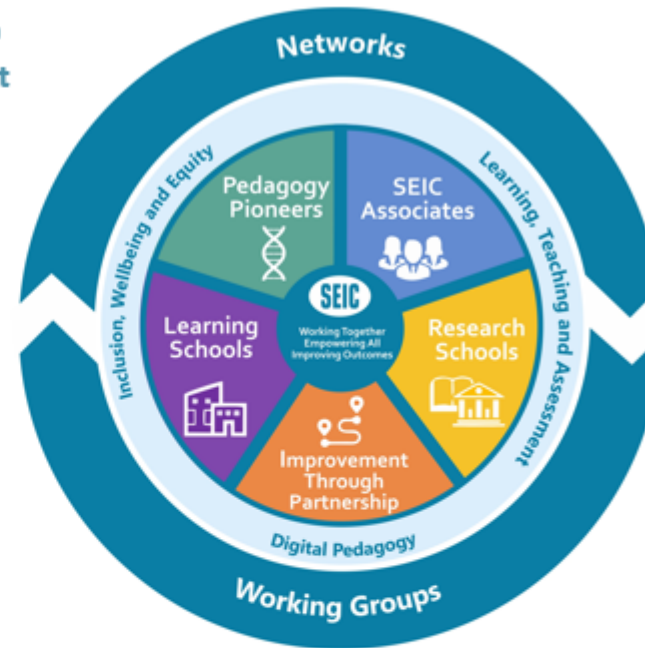 t
Networks
Inclusion, Wellbeing and Equity
Learning, Teaching and Assessment
Pedagogy
Pioneers
SEIC
Associates
SEIC
Working Together
Empowering All
Improving Outcomes
Learning
Schools
Research
Schools
Improvement
Through
Partnership
Digital Pedagogy
Working Groups